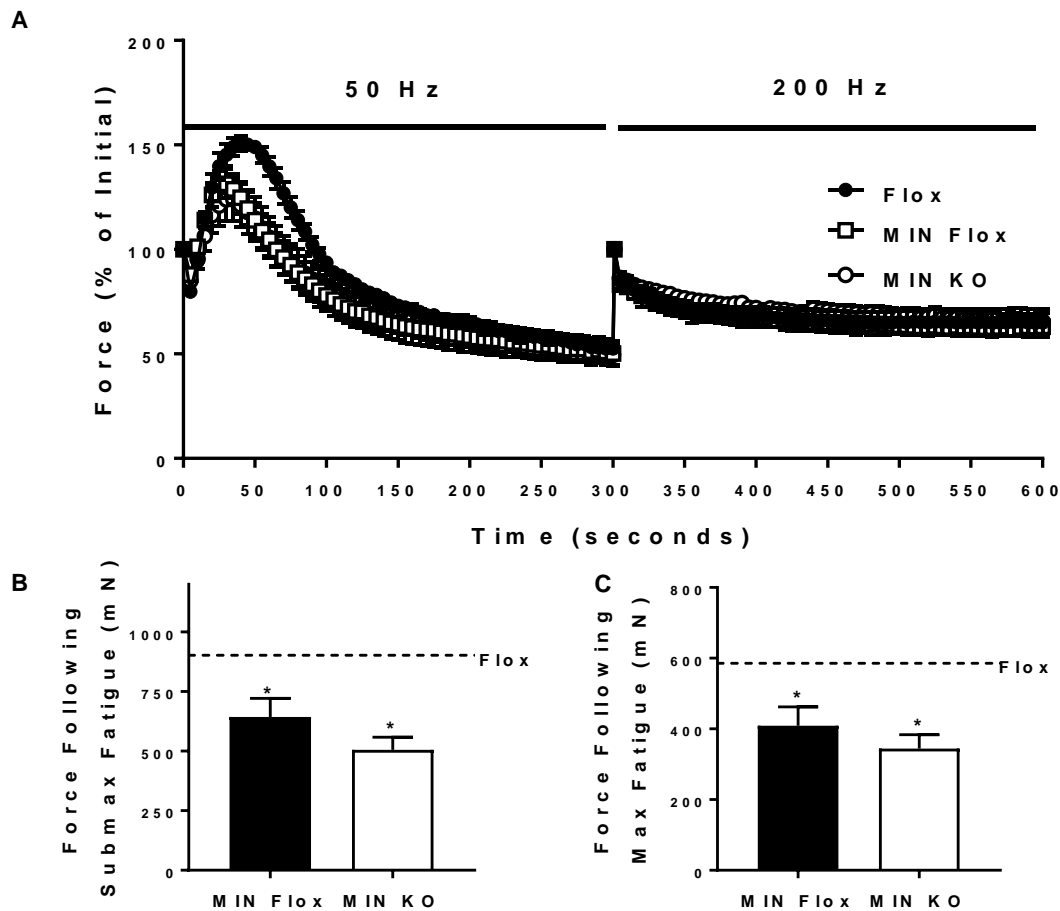 A
Force (% of Initial)
200
150
100
50
0
50 Hz
200 Hz
Flox
MIN Flox
MIN KO
0 50 100 150 200 250 300 350 400 450 500 550 600
Time (seconds)
B
Force Following
Submax Fatigue (mN)
1000
750
500
250
0
Flox
*
*
MIN Flox MIN KO
C
Force Following
Max Fatigue (mN)
800
600
400
200
0
Flox
*
*
MIN Flox MIN KO